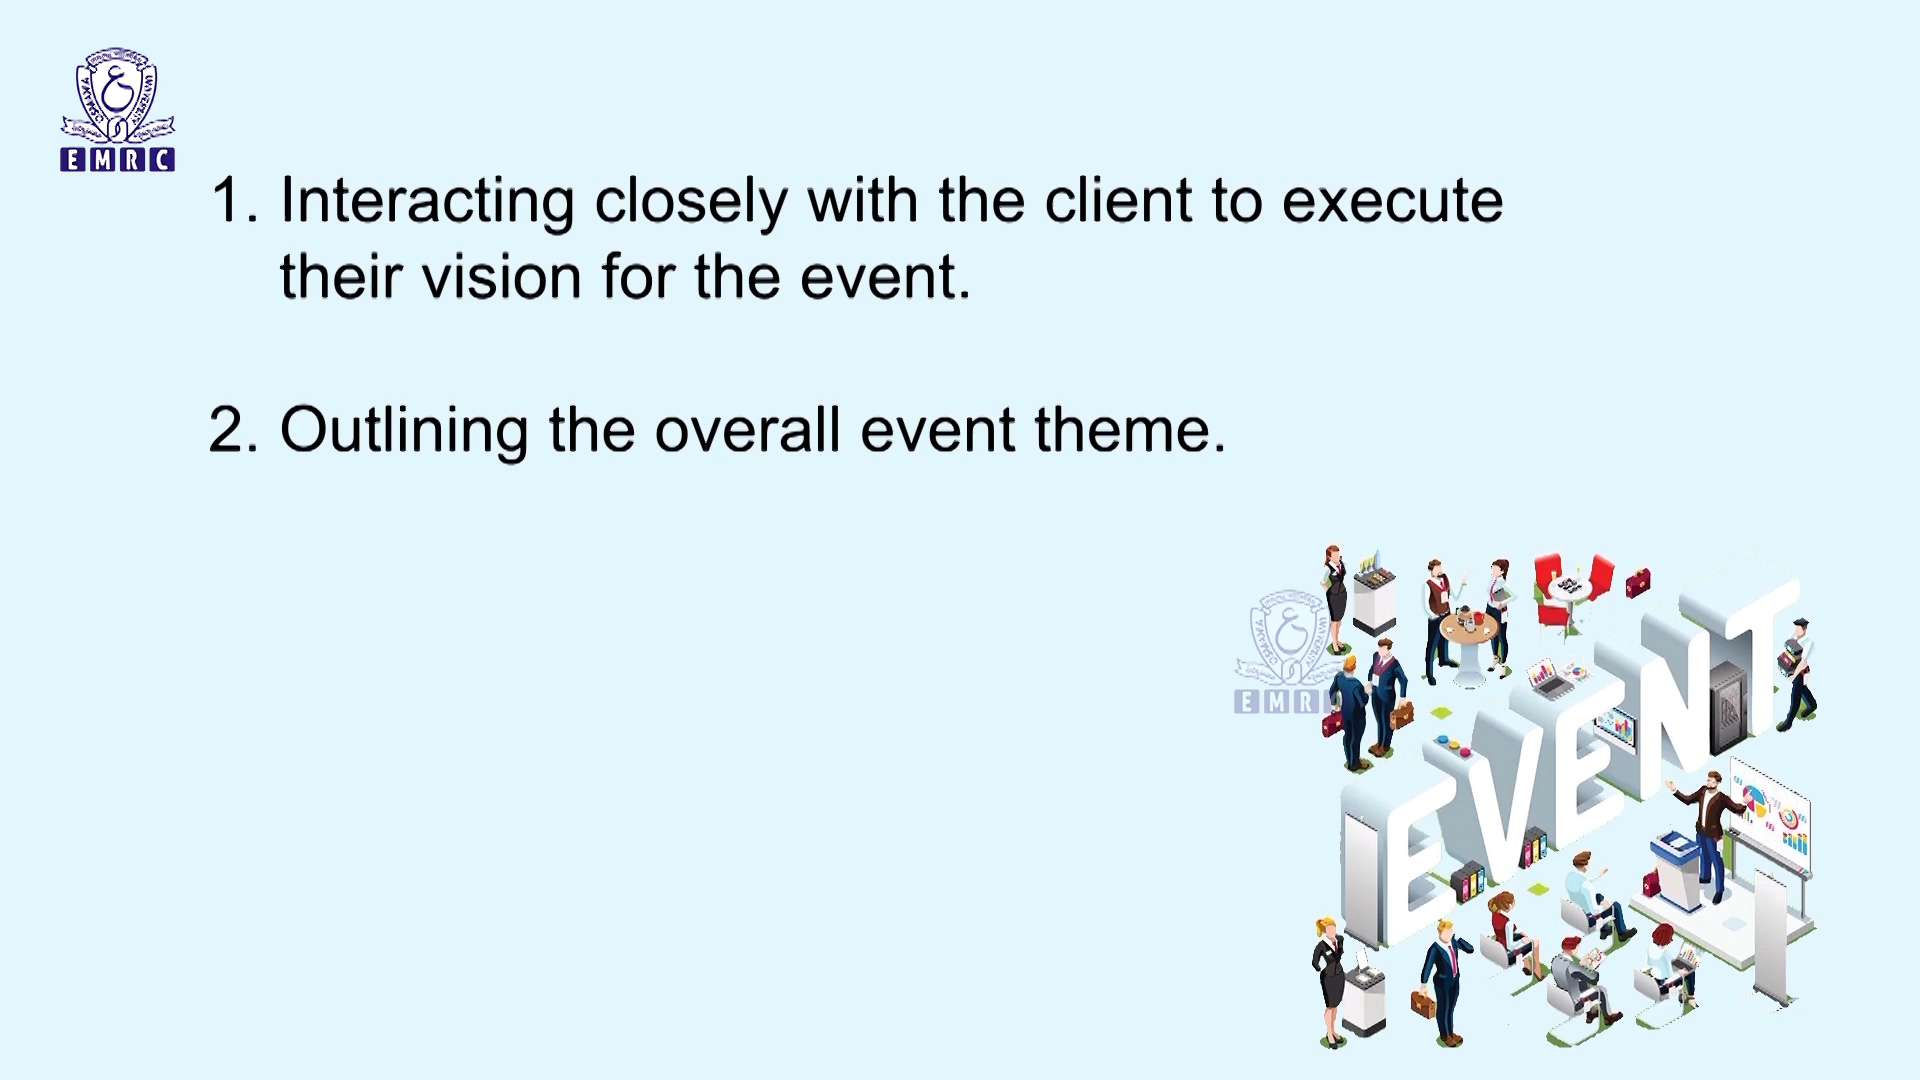 EMRC
1. Interacting closely with the client to execute
their vision for the event.
2. Outlining the overall event theme.
EMR
EVENT